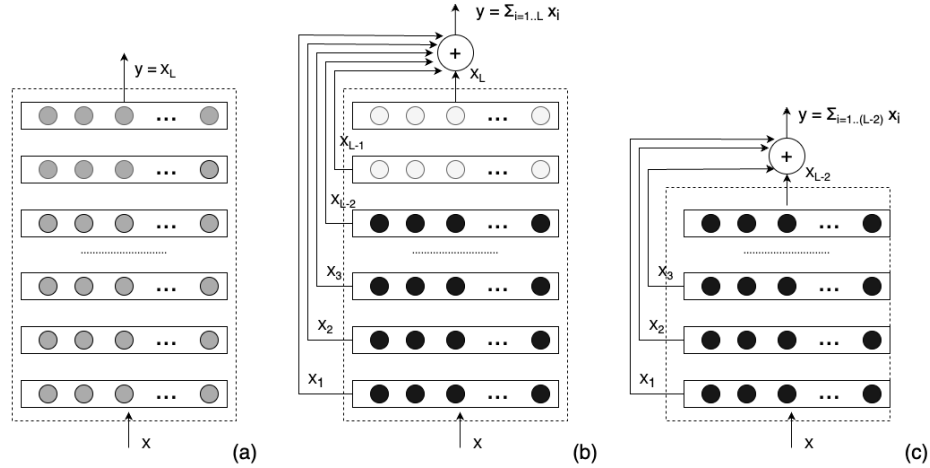 y = x_L
...
...
...
...
...
...
x
(a)
y = Σ_{i=1..L} x_i
+
x_L
...
x_{L-1}
...
x_{L-2}
...
x_3
...
x_2
...
x_1
...
x
(b)
y = Σ_{i=1..(L-2)} x_i
+
x_{L-2}
...
x_3
...
x_2
...
x_1
...
x
(c)